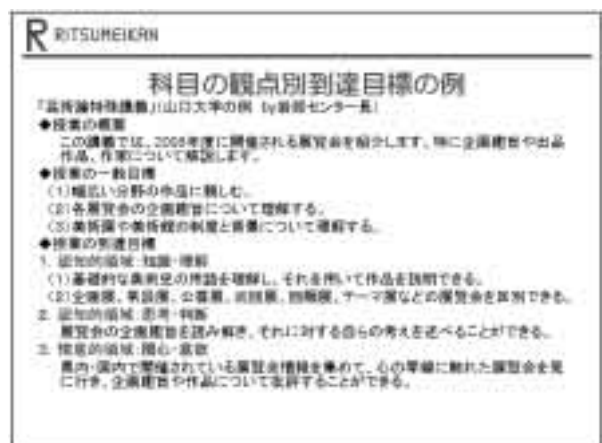 R RITSUMEIKAN
科目の観点別到達目標の例
「芸術論特殊講義」(山口大学の例 by岩部センター長)
◆授業の概要
この講義では、2008年度に開催される展覧会を紹介します。特に企画趣旨や出品
作品、作家について解説します。
◆授業の一般目標
(1)幅広い分野の作品に親しむ。
(2)各展覧会の企画趣旨について理解する。
(3)美術展や美術館の制度と背景について理解する。
◆授業の到達目標
1. 認知的領域:知識・理解
(1)基礎的な美術史の用語を理解し、それを用いて作品を説明できる。
(2)企画展、常設展、公募展、巡回展、回顧展、テーマ展などの展覧会を区別できる。
2. 認知的領域:思考・判断
展覧会の企画趣旨を読み解き、それに対する自らの考えを述べることができる。
3. 情意的領域:関心・意欲
県内・国内で開催されている展覧会情報を集めて、心の琴線に触れた展覧会を見
に行き、企画趣旨や作品について批評することができる。